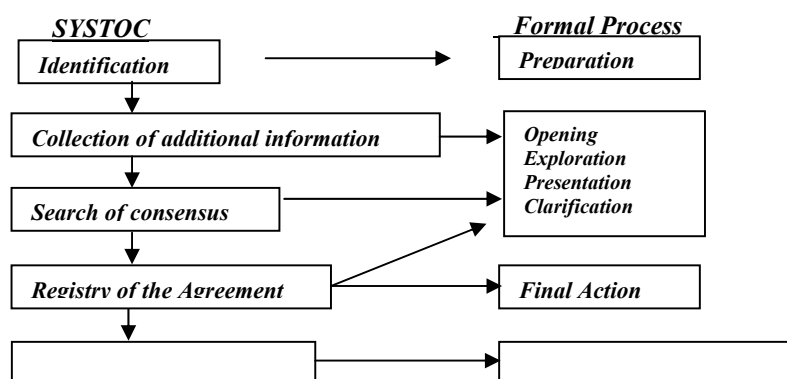 SYSTOC
Formal Process
Identification
Preparation
Collection of additional information
Opening
Exploration
Presentation
Clarification
Search of consensus
Registry of the Agreement
Final Action